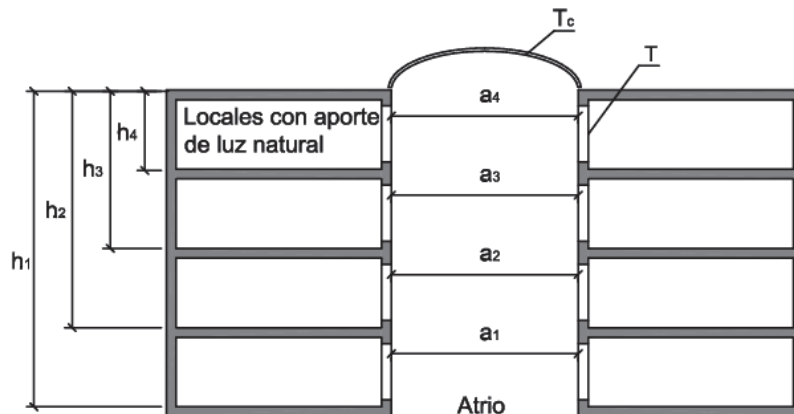 Tc
T
a4
Locales con aporte
de luz natural
h4
a3
h3
h2
a2
h1
a1
Atrio